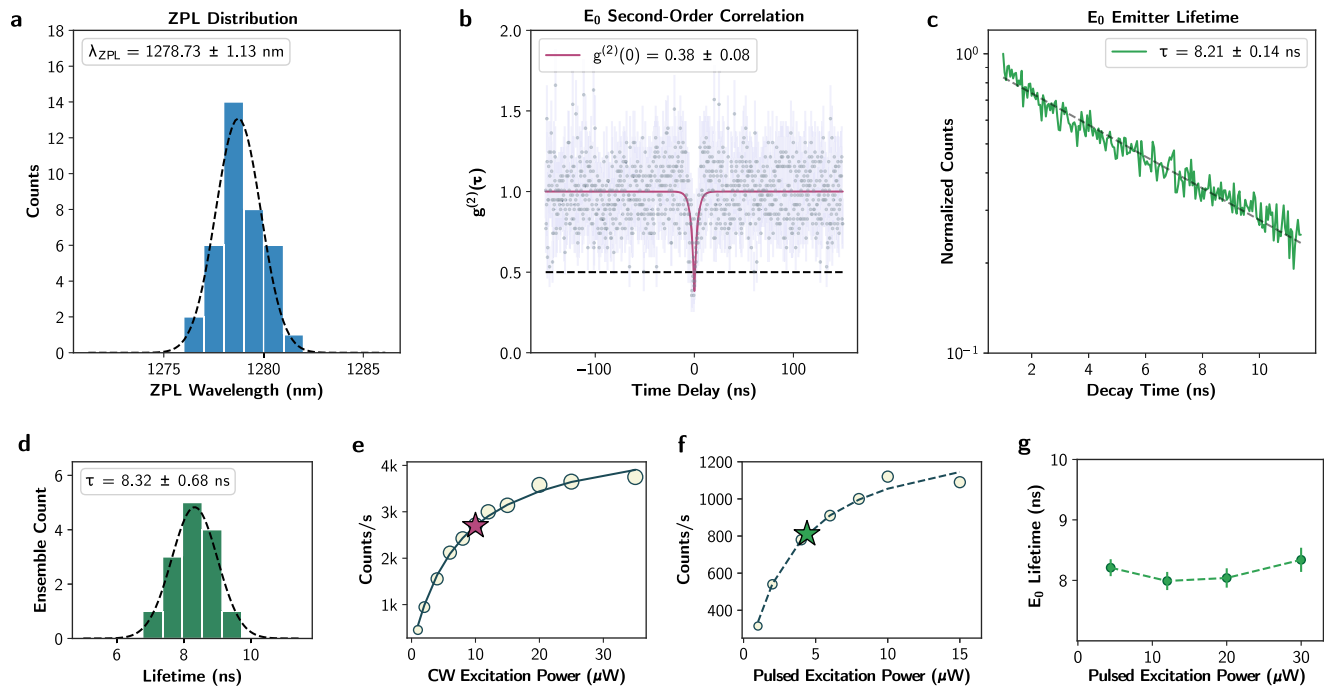 a
ZPL Distribution
λZPL = 1278.73 ± 1.13 nm
18
16
14
12
10
8
6
4
2
0
Counts
1275
1280
1285
ZPL Wavelength (nm)
b
E₀ Second-Order Correlation
g⁽²⁾(0) = 0.38 ± 0.08
2.0
1.5
1.0
0.5
0.0
g⁽²⁾(τ)
−100
0
100
Time Delay (ns)
c
E₀ Emitter Lifetime
τ = 8.21 ± 0.14 ns
10⁰
10⁻¹
Normalized Counts
2
4
6
8
10
Decay Time (ns)
d
τ = 8.32 ± 0.68 ns
6
4
2
0
Ensemble Count
6
8
10
Lifetime (ns)
e
4k
3k
2k
1k
Counts/s
0
10
20
30
CW Excitation Power (μW)
f
1200
1000
800
600
400
Counts/s
0
5
10
15
Pulsed Excitation Power (μW)
g
10
9
8
E₀ Lifetime (ns)
10
20
30
Pulsed Excitation Power (μW)